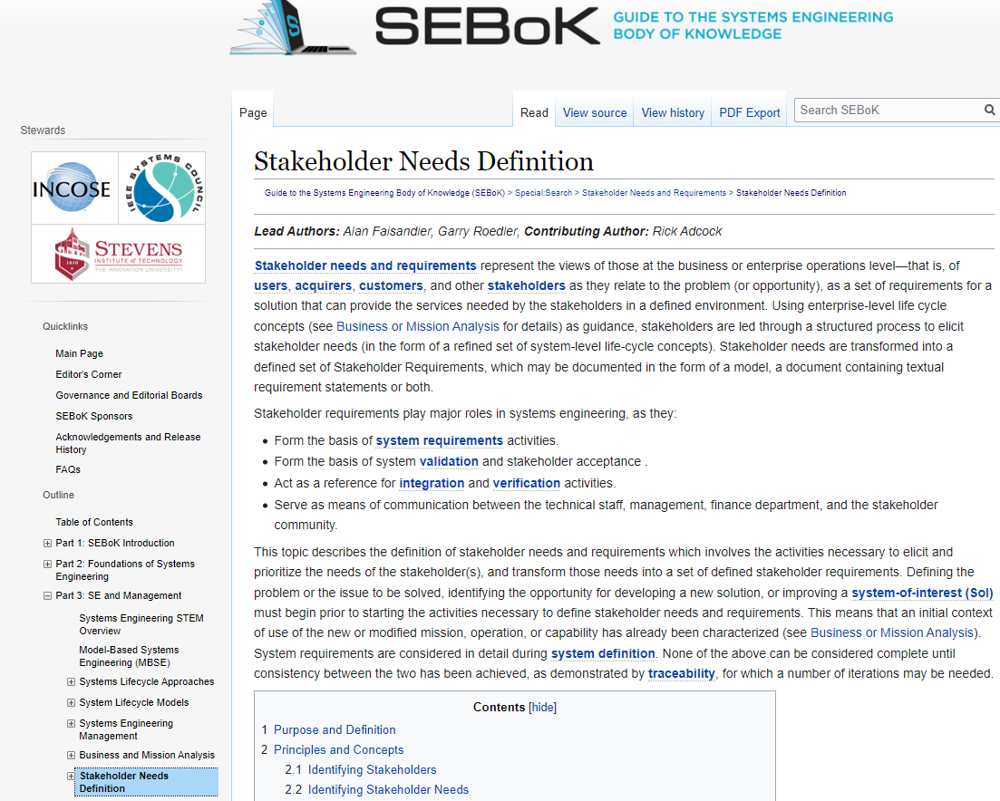 SEBoK GUIDE TO THE SYSTEMS ENGINEERING
BODY OF KNOWLEDGE
S
Page
Read View source View history PDF Export Search SEBoK
Stewards
INCOSE
IEEE SYSTEMS COUNCIL
STEVENS
INSTITUTE of TECHNOLOGY
THE INNOVATION UNIVERSITY®
1870
Quicklinks
Main Page
Editor's Corner
Governance and Editorial Boards
SEBoK Sponsors
Acknowledgements and Release
History
FAQs
Outline
Table of Contents
Part 1: SEBoK Introduction
Part 2: Foundations of Systems
Engineering
Part 3: SE and Management
Systems Engineering STEM
Overview
Model-Based Systems
Engineering (MBSE)
Systems Lifecycle Approaches
System Lifecycle Models
Systems Engineering
Management
Business and Mission Analysis
Stakeholder Needs
Definition
Stakeholder Needs Definition
Guide to the Systems Engineering Body of Knowledge (SEBoK) > Special:Search > Stakeholder Needs and Requirements > Stakeholder Needs Definition
Lead Authors: Alan Faisandier, Garry Roedler, Contributing Author: Rick Adcock
Stakeholder needs and requirements represent the views of those at the business or enterprise operations level—that is, of
users, acquirers, customers, and other stakeholders as they relate to the problem (or opportunity), as a set of requirements for a
solution that can provide the services needed by the stakeholders in a defined environment. Using enterprise-level life cycle
concepts (see Business or Mission Analysis for details) as guidance, stakeholders are led through a structured process to elicit
stakeholder needs (in the form of a refined set of system-level life-cycle concepts). Stakeholder needs are transformed into a
defined set of Stakeholder Requirements, which may be documented in the form of a model, a document containing textual
requirement statements or both.
Stakeholder requirements play major roles in systems engineering, as they:
• Form the basis of system requirements activities.
• Form the basis of system validation and stakeholder acceptance .
• Act as a reference for integration and verification activities.
• Serve as means of communication between the technical staff, management, finance department, and the stakeholder
community.
This topic describes the definition of stakeholder needs and requirements which involves the activities necessary to elicit and
prioritize the needs of the stakeholder(s), and transform those needs into a set of defined stakeholder requirements. Defining the
problem or the issue to be solved, identifying the opportunity for developing a new solution, or improving a system-of-interest (SoI)
must begin prior to starting the activities necessary to define stakeholder needs and requirements. This means that an initial context
of use of the new or modified mission, operation, or capability has already been characterized (see Business or Mission Analysis).
System requirements are considered in detail during system definition. None of the above can be considered complete until
consistency between the two has been achieved, as demonstrated by traceability, for which a number of iterations may be needed.
Contents [hide]
1 Purpose and Definition
2 Principles and Concepts
2.1 Identifying Stakeholders
2.2 Identifying Stakeholder Needs